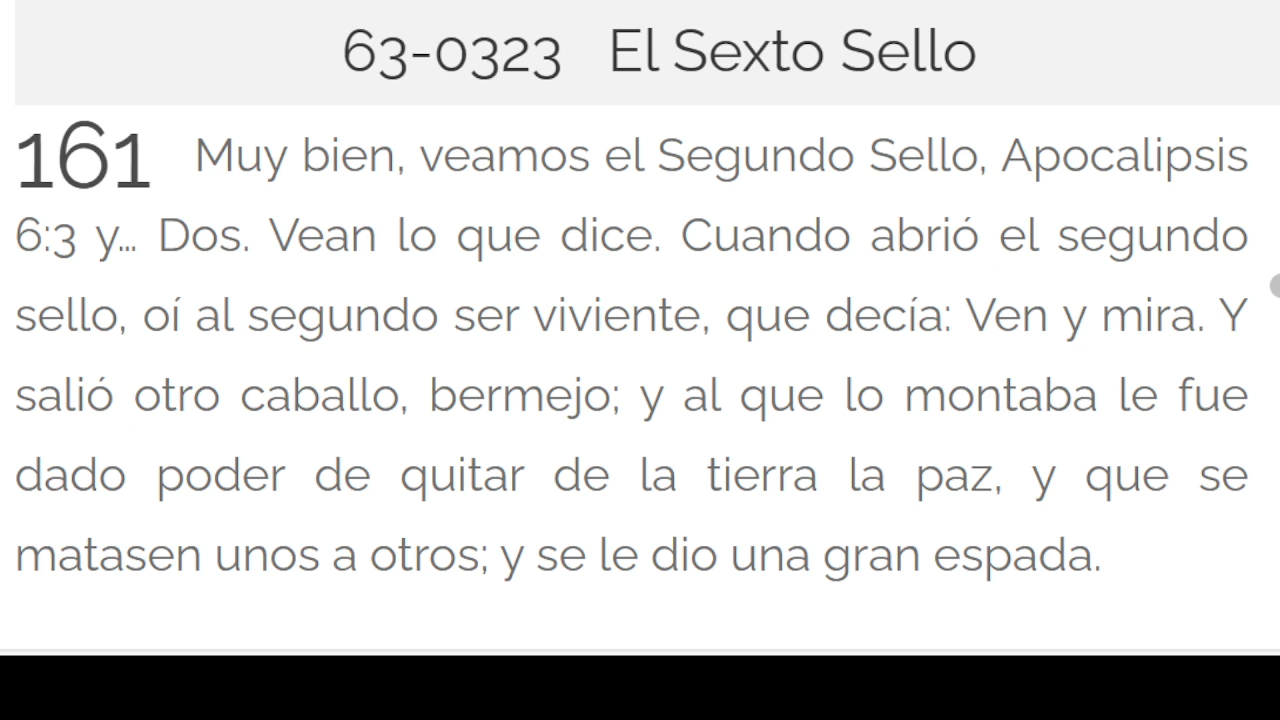 63-0323 El Sexto Sello
161 Muy bien, veamos el Segundo Sello, Apocalipsis
6:3 y... Dos. Vean lo que dice. Cuando abrió el segundo
sello, oí al segundo ser viviente, que decía: Ven y mira. Y
salió otro caballo, bermejo; y al que lo montaba le fue
dado poder de quitar de la tierra la paz, y que se
matasen unos a otros; y se le dio una gran espada.